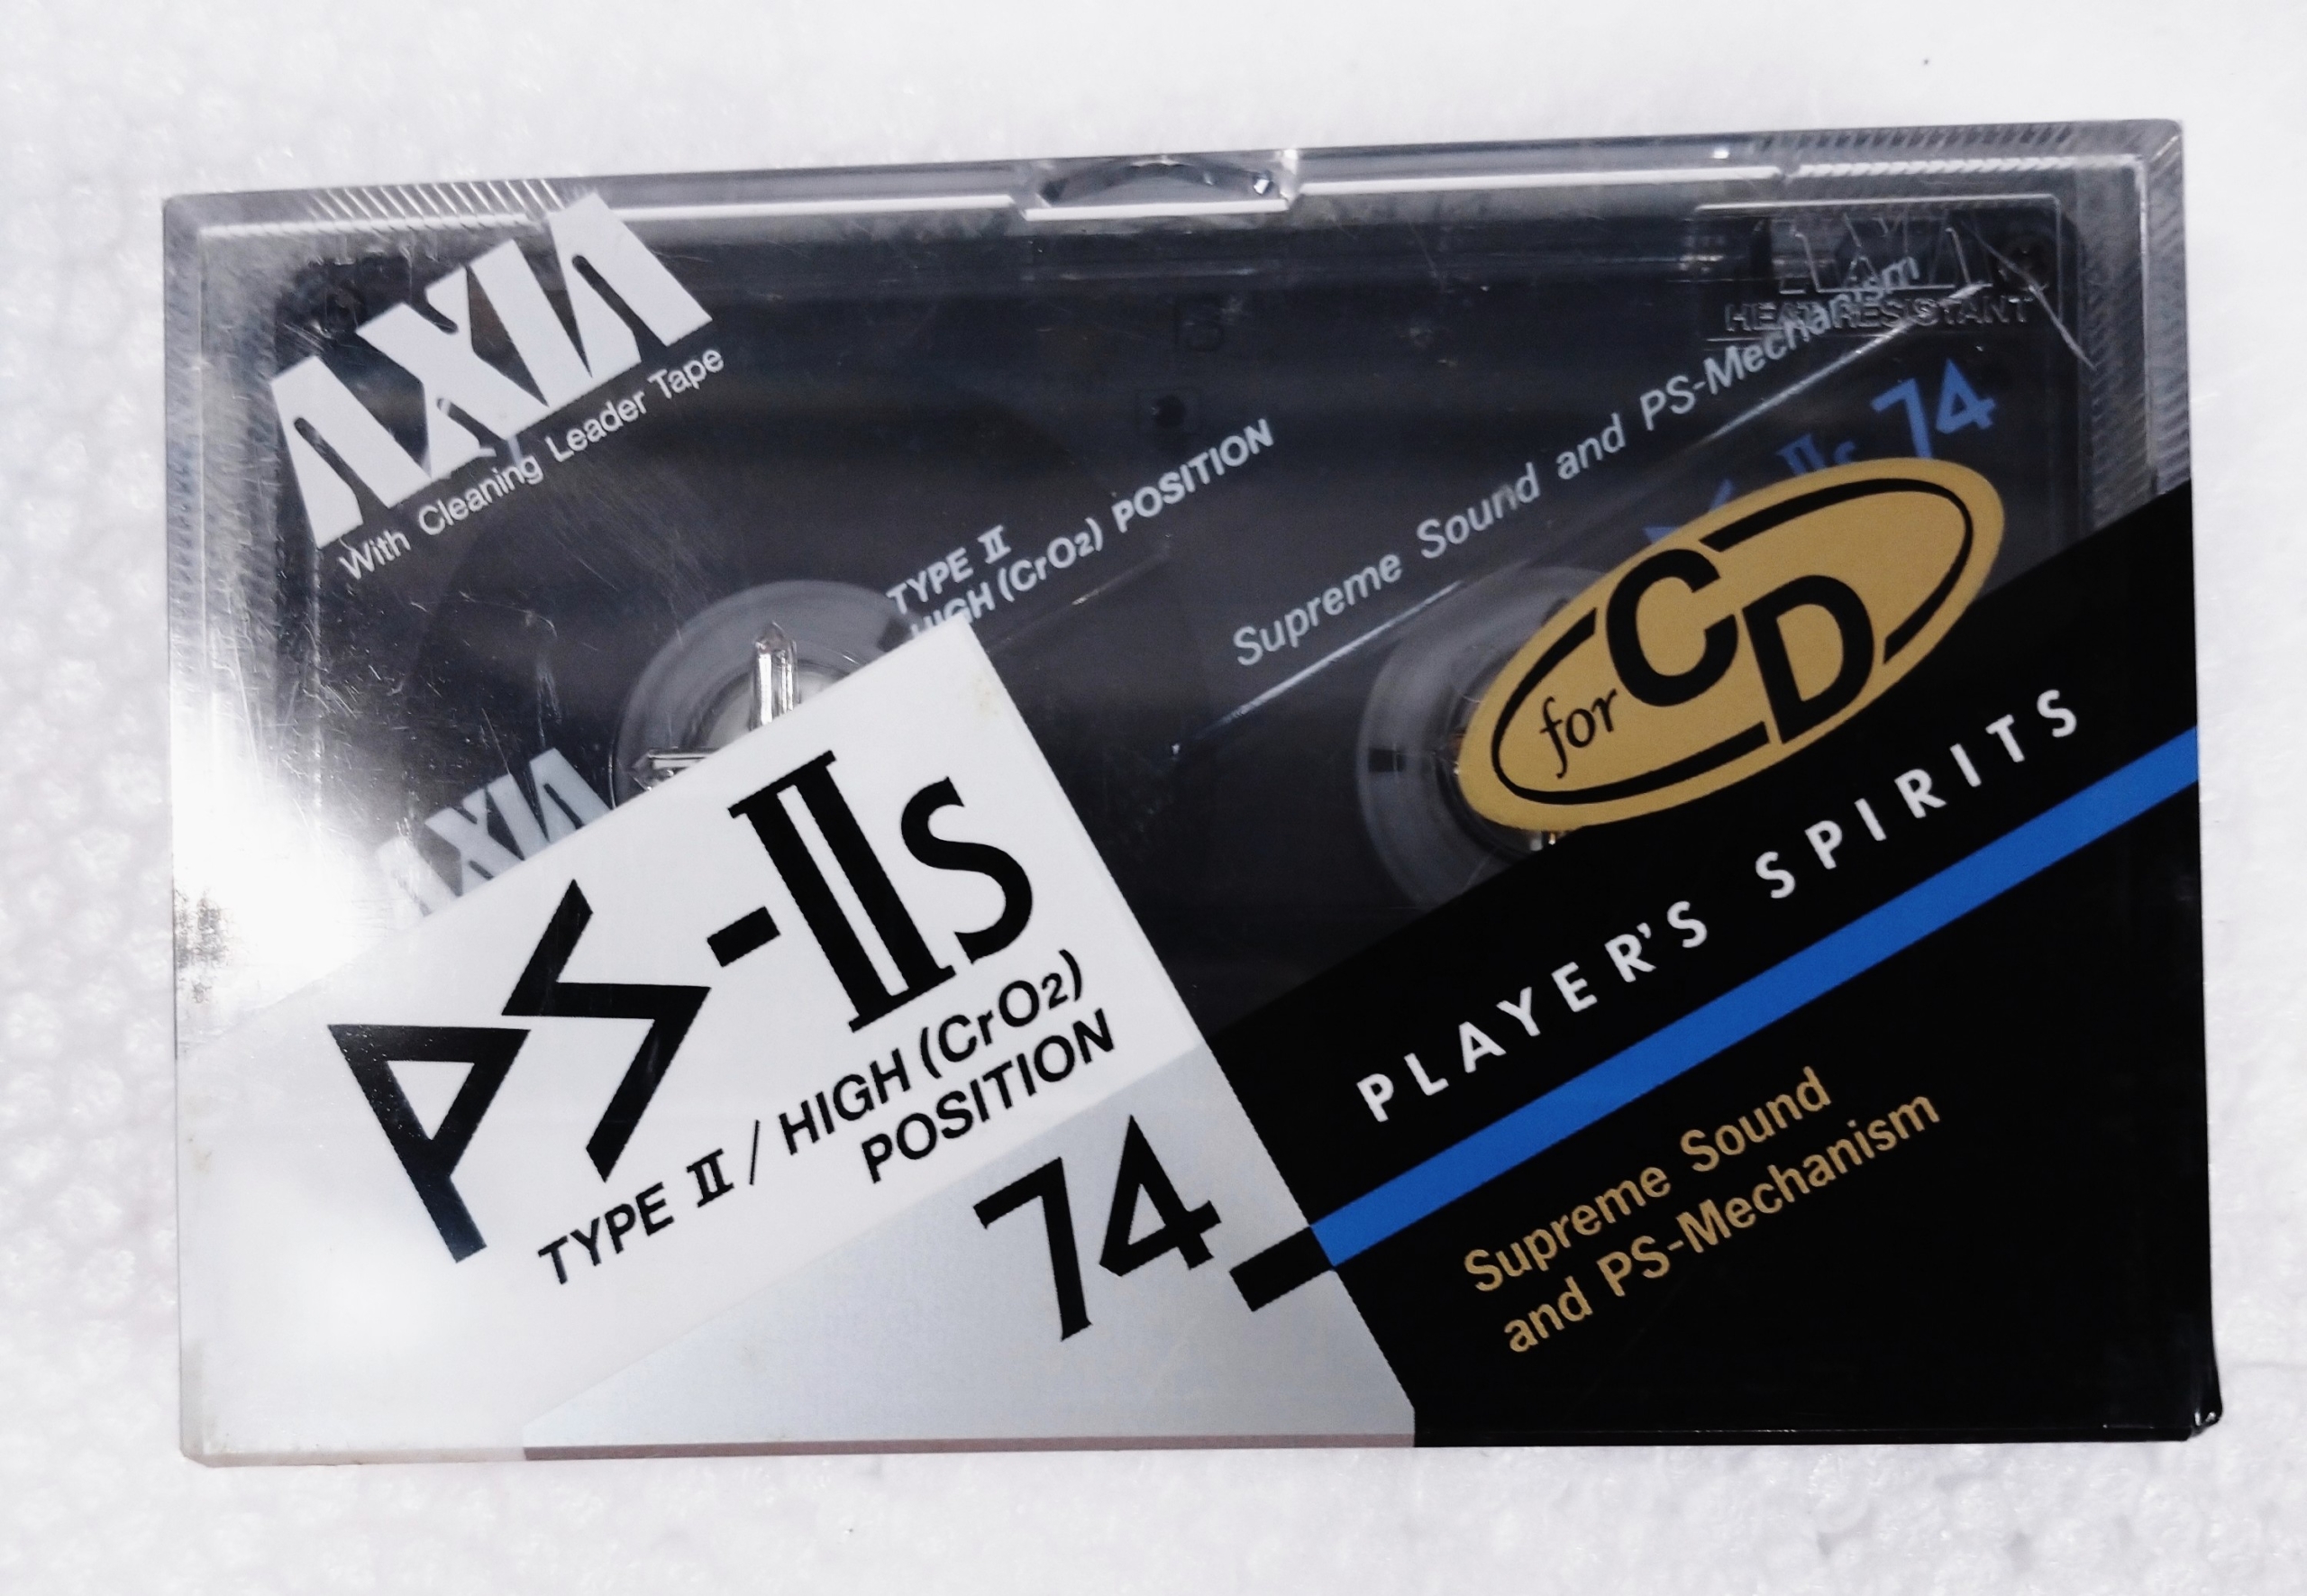 AXIA
With Cleaning Leader Tape
TYPE II
HIGH (CrO2) POSITION
Supreme Sound and PS-Mechanism
HEAT RESISTANT
IIs 74
for CD
AXIA
PS-IIs
TYPE II / HIGH (CrO2)
POSITION
74
PLAYER'S SPIRITS
Supreme Sound
and PS-Mechanism